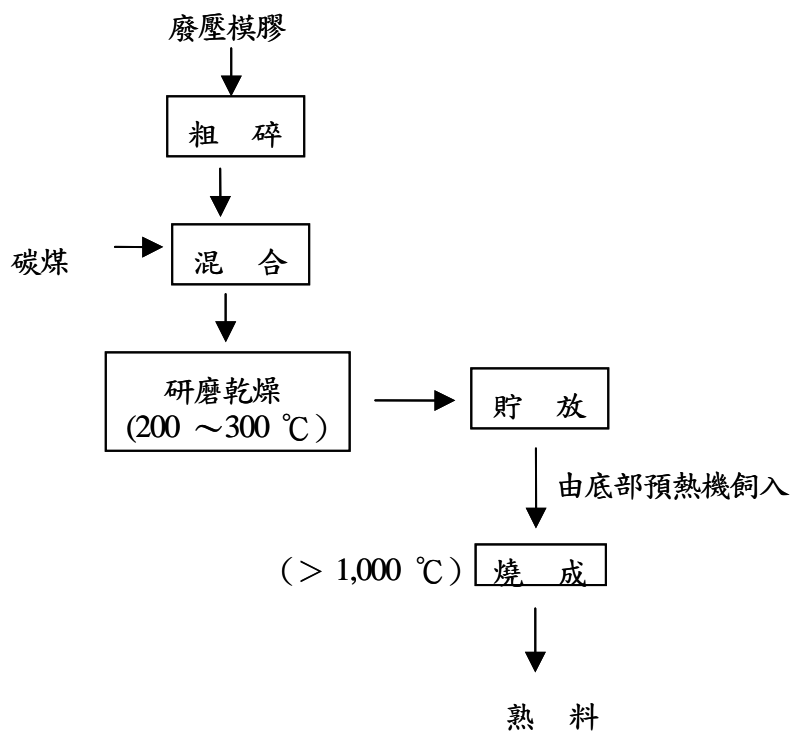 廢壓模膠
粗 碎
碳煤
混 合
研磨乾燥
(200 ~300 ℃)
貯 放
由底部預熱機飼入
(> 1,000 ℃)
燒 成
熟 料